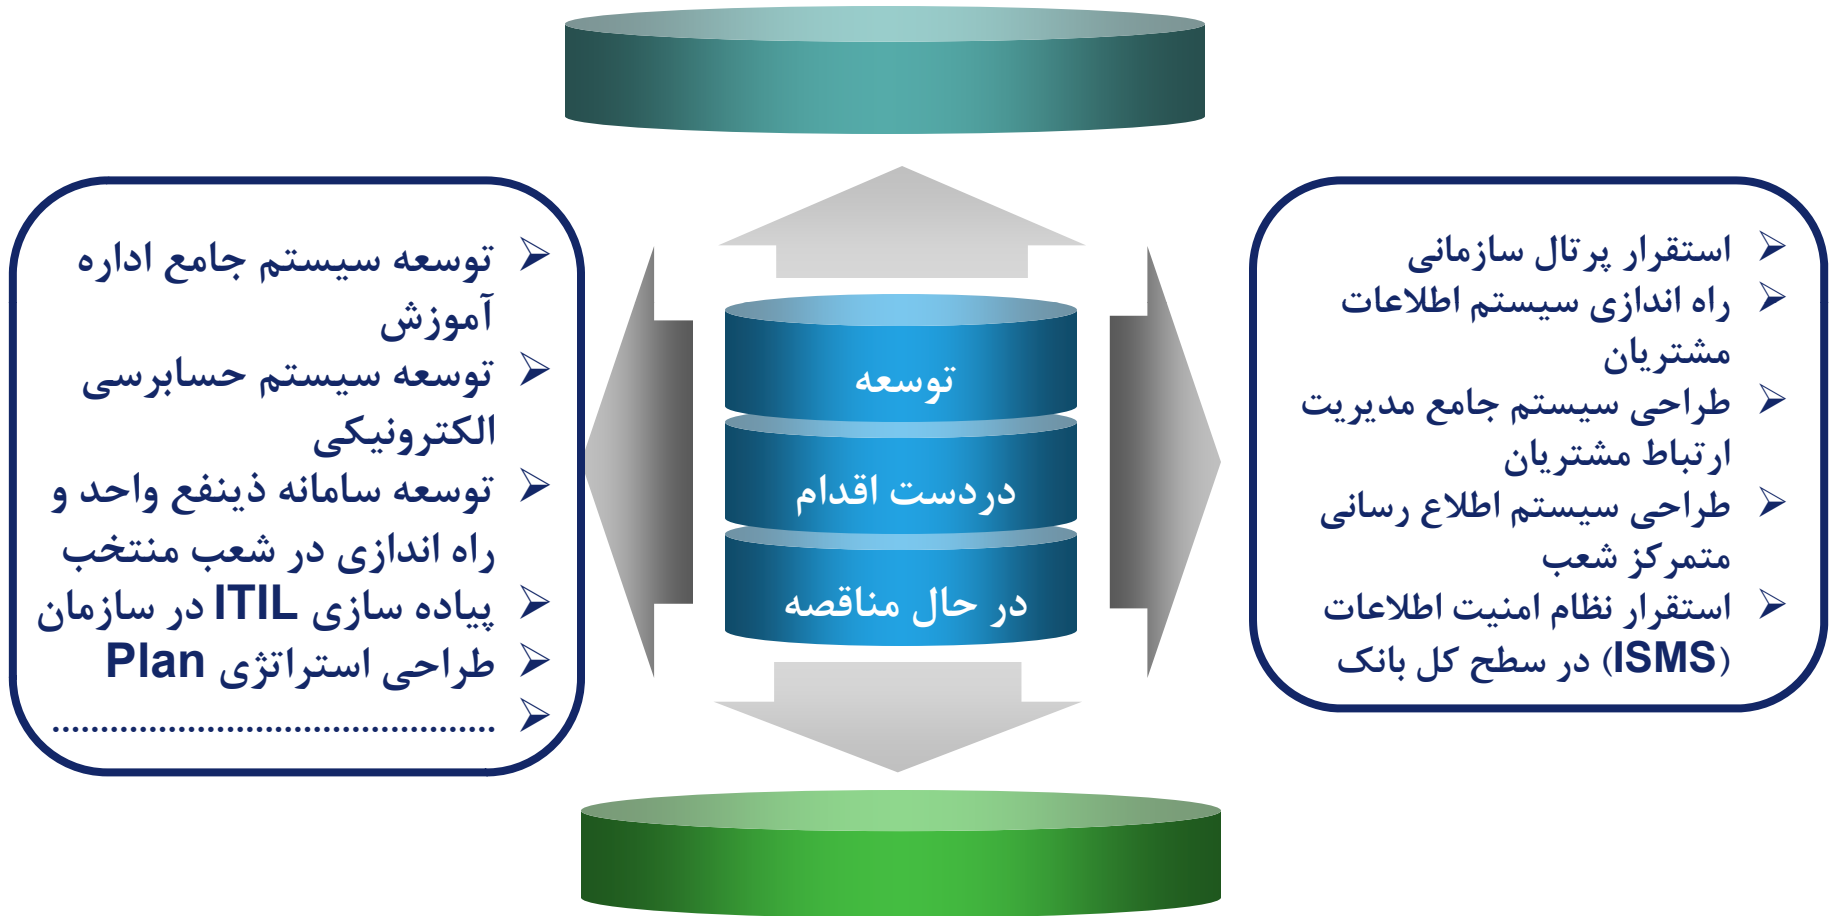 استقرار پرتال سازمانی
راه اندازی سیستم اطلاعات
مشتریان
طراحی سیستم جامع مدیریت
ارتباط مشتریان
طراحی سیستم اطلاع رسانی
متمرکز شعب
استقرار نظام امنیت اطلاعات
(ISMS) در سطح کل بانک
توسعه
دردست اقدام
در حال مناقصه
توسعه سیستم جامع اداره
آموزش
توسعه سیستم حسابرسی
الکترونیکی
توسعه سامانه ذینفع واحد و
راه اندازی در شعب منتخب
پیاده سازی ITIL در سازمان
طراحی استراتژی Plan
..............................................